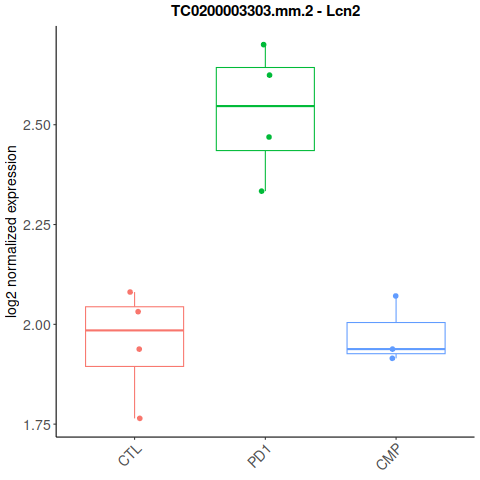 TC0200003303.mm.2 - Lcn2
log2 normalized expression
2.50
2.25
2.00
1.75
CTL
PD1
CMP